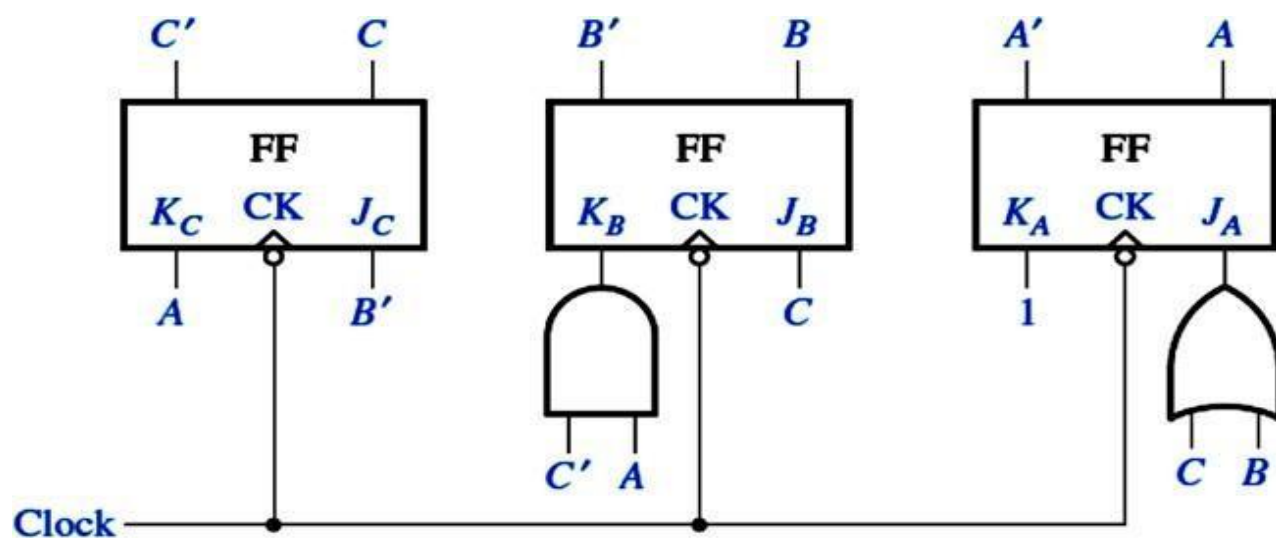 C′ C B′ B A′ A
FF FF FF
K_C CK J_C K_B CK J_B K_A CK J_A
A B′ C 1
C′ A C B
Clock